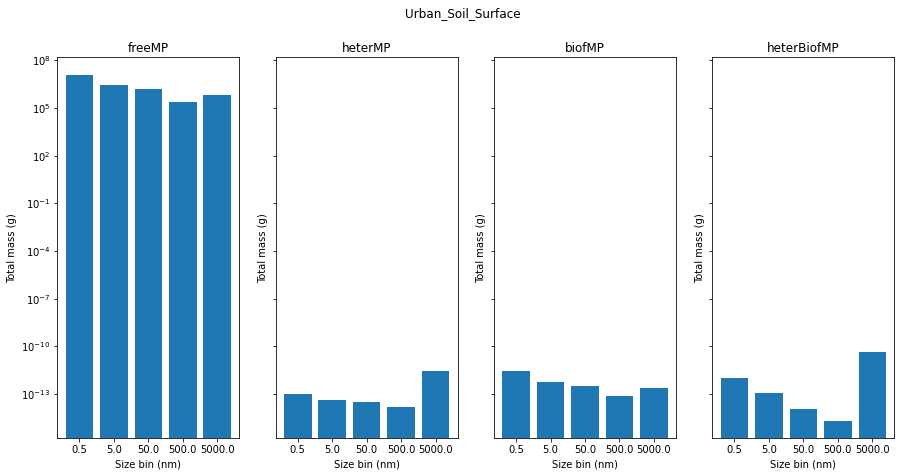 Urban_Soil_Surface
freeMP
heterMP
biofMP
heterBiofMP
Total mass (g)
10^8
10^5
10^2
10^-1
10^-4
10^-7
10^-10
10^-13
0.5 5.0 50.0 500.0 5000.0
Size bin (nm)
Total mass (g)
0.5 5.0 50.0 500.0 5000.0
Size bin (nm)
Total mass (g)
0.5 5.0 50.0 500.0 5000.0
Size bin (nm)
Total mass (g)
0.5 5.0 50.0 500.0 5000.0
Size bin (nm)